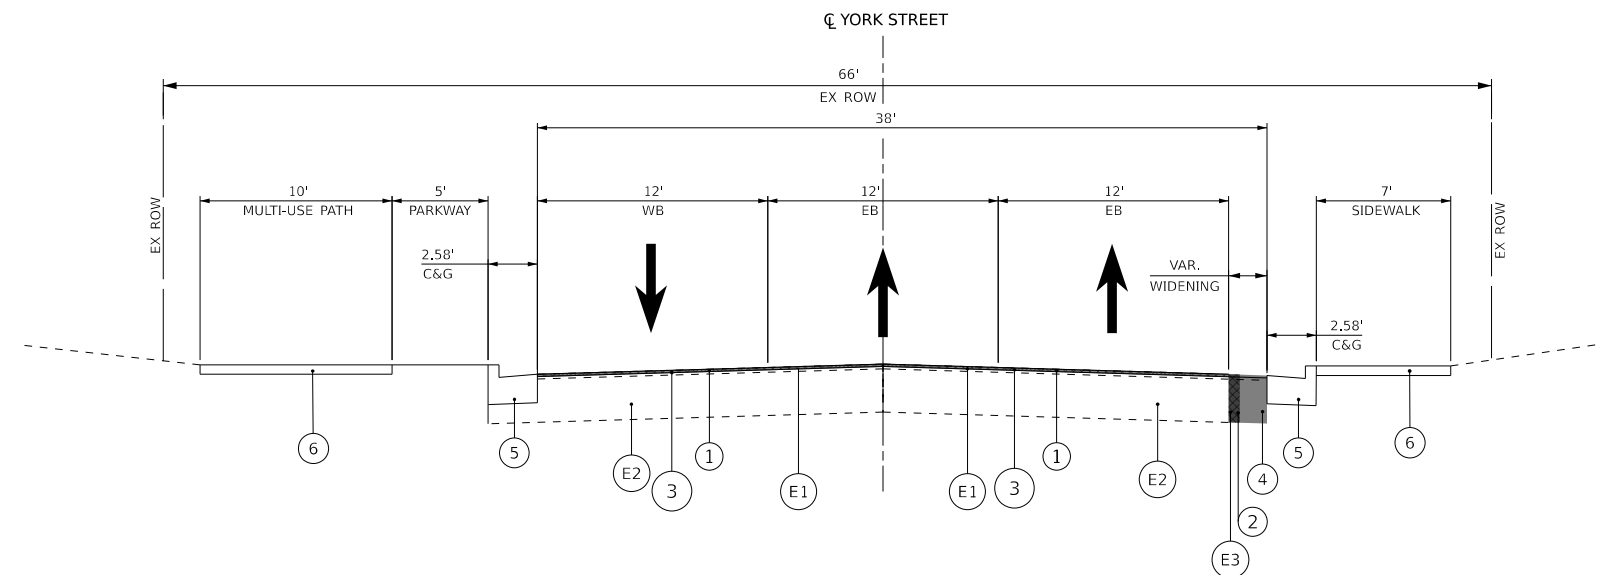 ℄ YORK STREET
66'
EX ROW
38'
10'
MULTI-USE PATH
5'
PARKWAY
12'
WB
12'
EB
12'
EB
7'
SIDEWALK
EX ROW
EX ROW
2.58'
C&G
VAR.
WIDENING
2.58'
C&G
6
5
E2
3
1
E1
E1
3
1
E2
4
5
6
2
E3